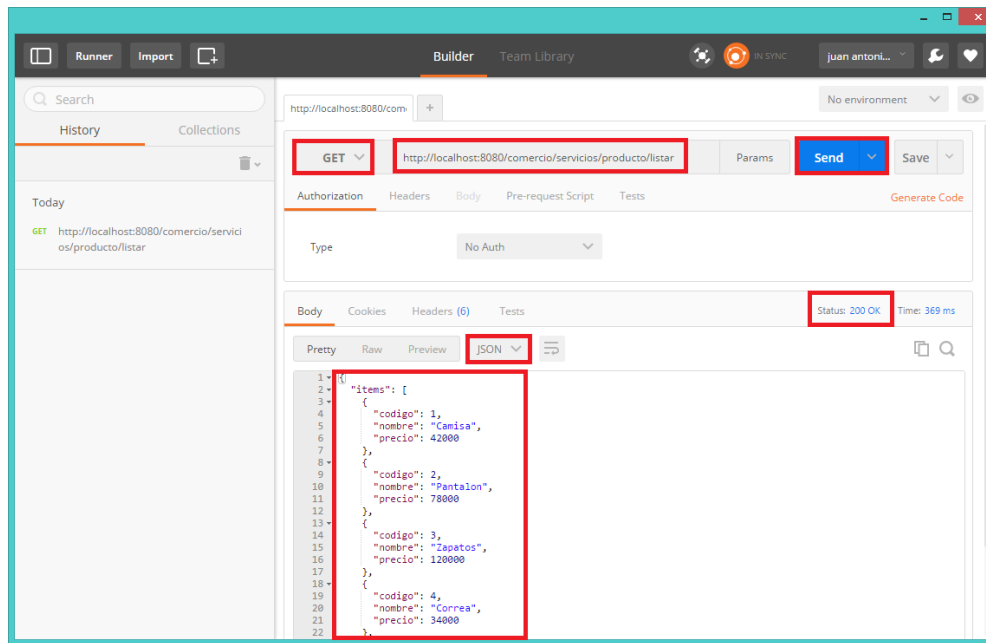 Runner Import Builder Team Library IN SYNC juan antoni...
Search
History Collections
http://localhost:8080/com No environment
GET http://localhost:8080/comercio/servicios/producto/listar Params Send Save
Authorization Headers Body Pre-request Script Tests Generate Code
Today
GET http://localhost:8080/comercio/servici
os/producto/listar
Type No Auth
Body Cookies Headers (6) Tests Status: 200 OK Time: 369 ms
Pretty Raw Preview JSON
1 {
2 "items": [
3 {
4 "codigo": 1,
5 "nombre": "Camisa",
6 "precio": 42000
7 },
8 {
9 "codigo": 2,
10 "nombre": "Pantalon",
11 "precio": 78000
12 },
13 {
14 "codigo": 3,
15 "nombre": "Zapatos",
16 "precio": 120000
17 },
18 {
19 "codigo": 4,
20 "nombre": "Correa",
21 "precio": 34000
22 },